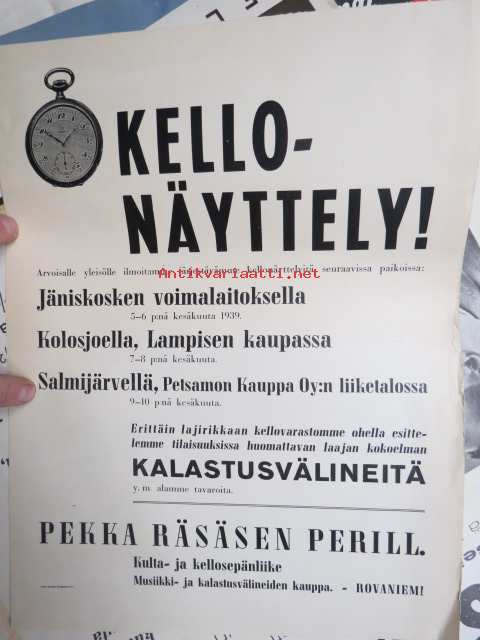 KELLO-
NÄYTTELY!
Arvoisalle yleisölle ilmoitamme kellonäyttelyitä seuraavissa paikoissa:
Antikvariaatti.net
Jäniskosken voimalaitoksella
5–6 p:nä kesäkuuta 1939.
Kolosjoella, Lampisen kaupassa
7–8 p:nä kesäkuuta.
Salmijärvellä, Petsamon Kauppa Oy:n liiketalossa
9–10 p:nä kesäkuuta.
Erittäin lajirikkaan kellovarastomme ohella esitte-
lemme tilaisuuksissa huomattavan laajan kokoelman
KALASTUSVÄLINEITÄ
y. m. alamme tavaroita.
PEKKA RÄSÄSEN PERILL.
Kulta- ja kellosepänliike
Musiikki- ja kalastusvälineiden kauppa. - ROVANIEMI